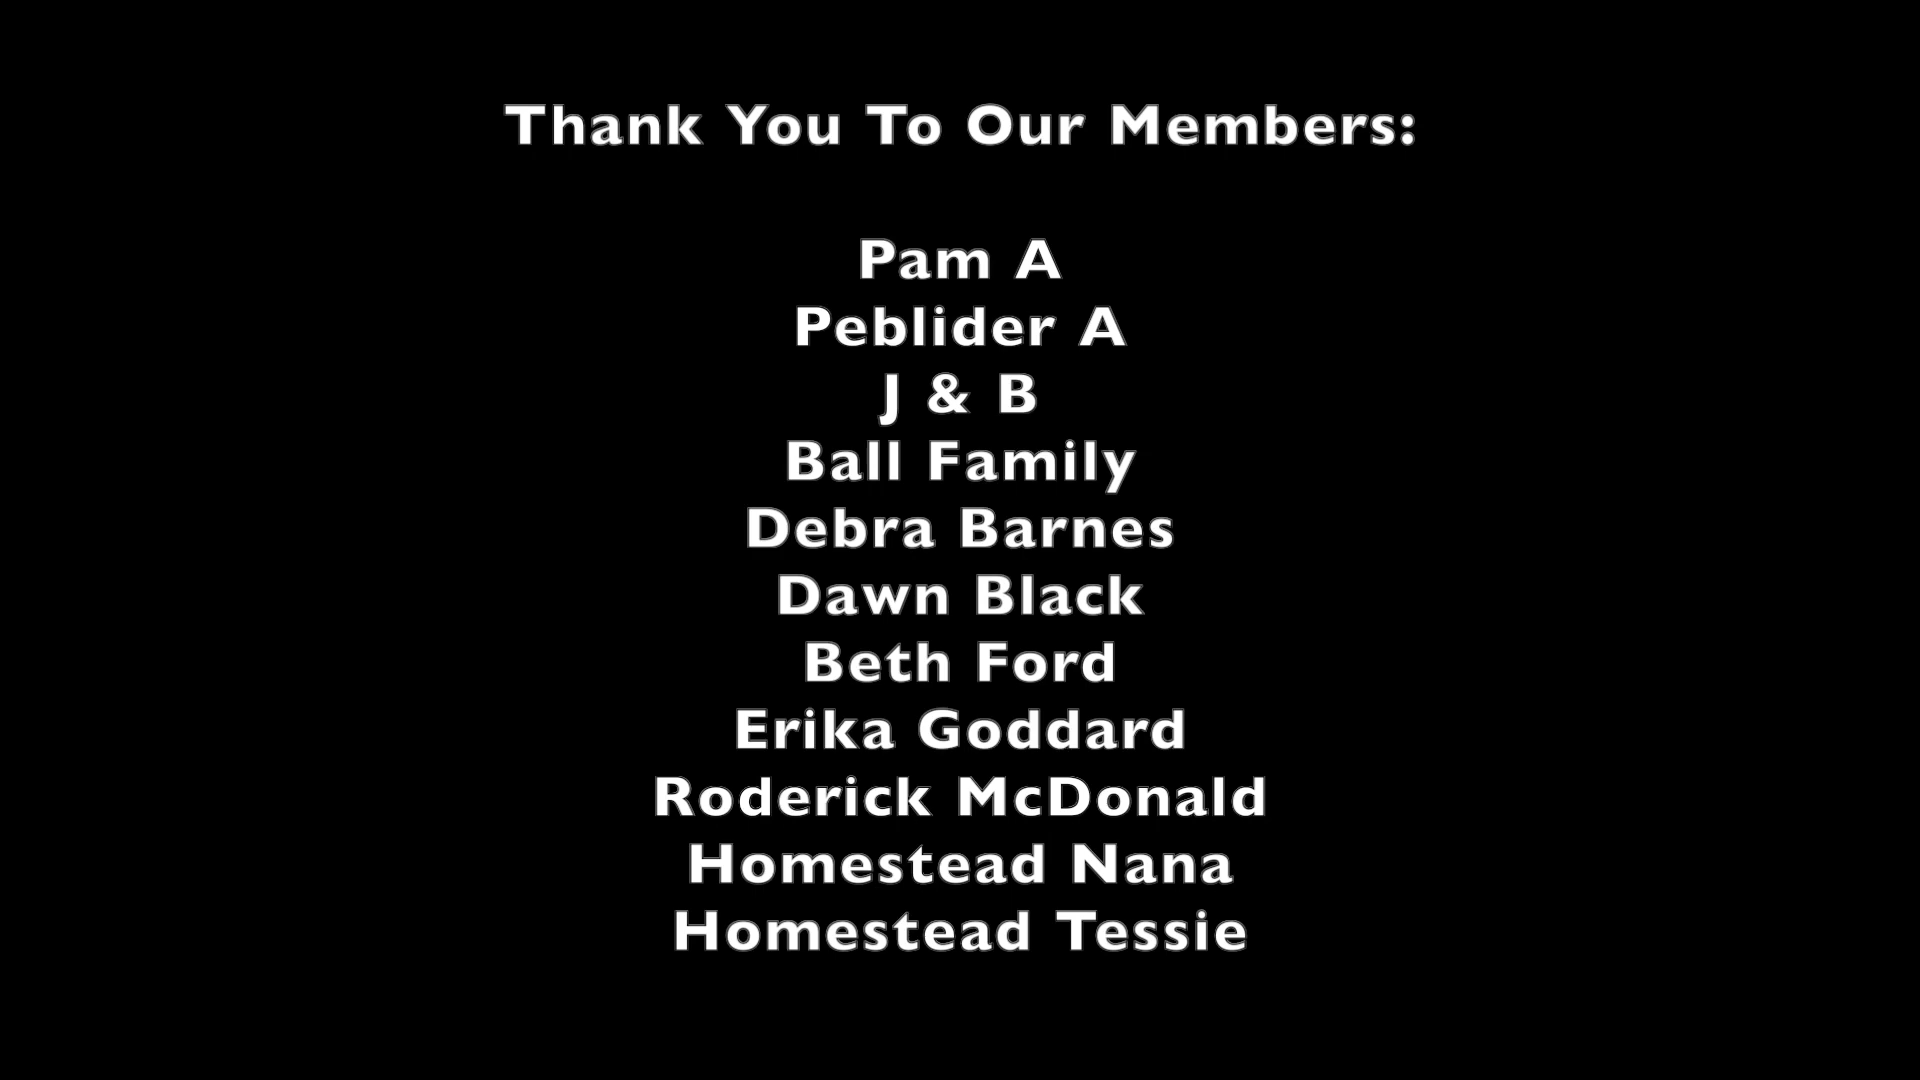 Thank You To Our Members:
Pam A
Peblider A
J & B
Ball Family
Debra Barnes
Dawn Black
Beth Ford
Erika Goddard
Roderick McDonald
Homestead Nana
Homestead Tessie